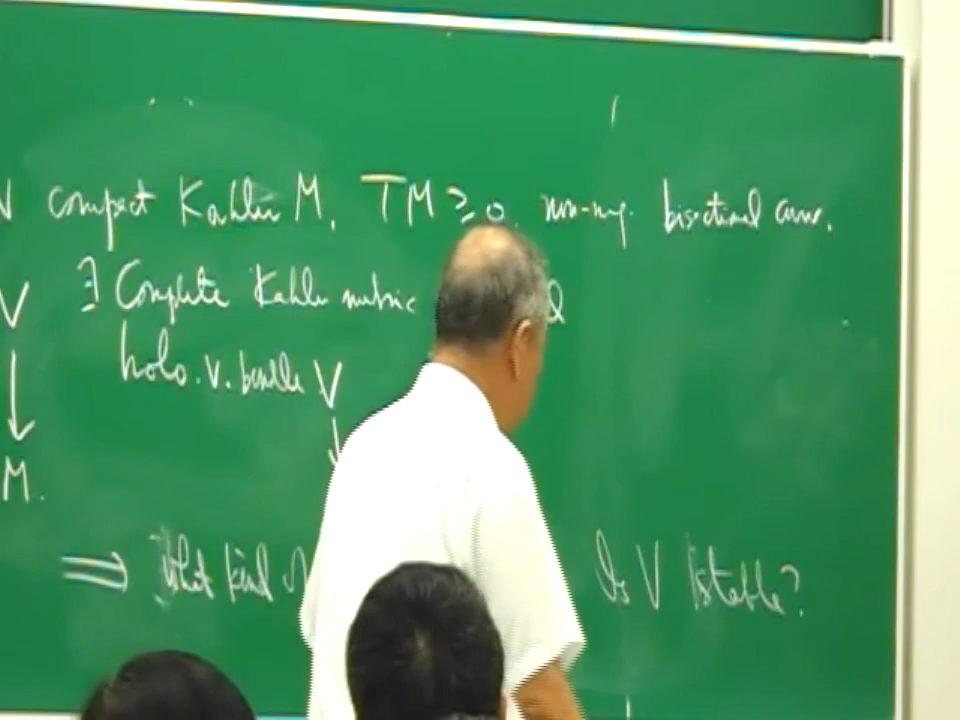 compact Kahler M. TM ≥ 0. non-neg. bisectional curv.
V ∃ Complete Kahler metric
holo. v. bundle V
↓ ↓
M.
⟹ What kind Is V stable?